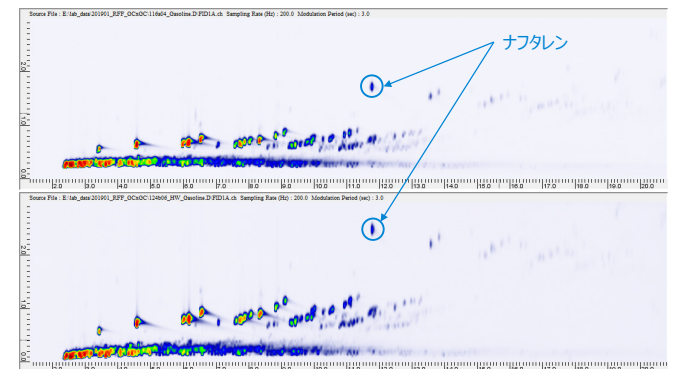 Source File : E:\lab_data\201901_RFF_GCxGC\116a04_Gasoline.D\FID1A.ch Sampling Rate (Hz) : 200.0 Modulation Period (sec) : 3.0
ナフタレン
2.0
1.0
0.0
2.0 3.0 4.0 5.0 6.0 7.0 8.0 9.0 10.0 11.0 12.0 13.0 14.0 15.0 16.0 17.0 18.0 19.0 20.0
Source File : E:\lab_data\201901_RFF_GCxGC\124b06_HW_Gasoline.D\FID1A.ch Sampling Rate (Hz) : 200.0 Modulation Period (sec) : 3.0
2.0
1.0
0.0